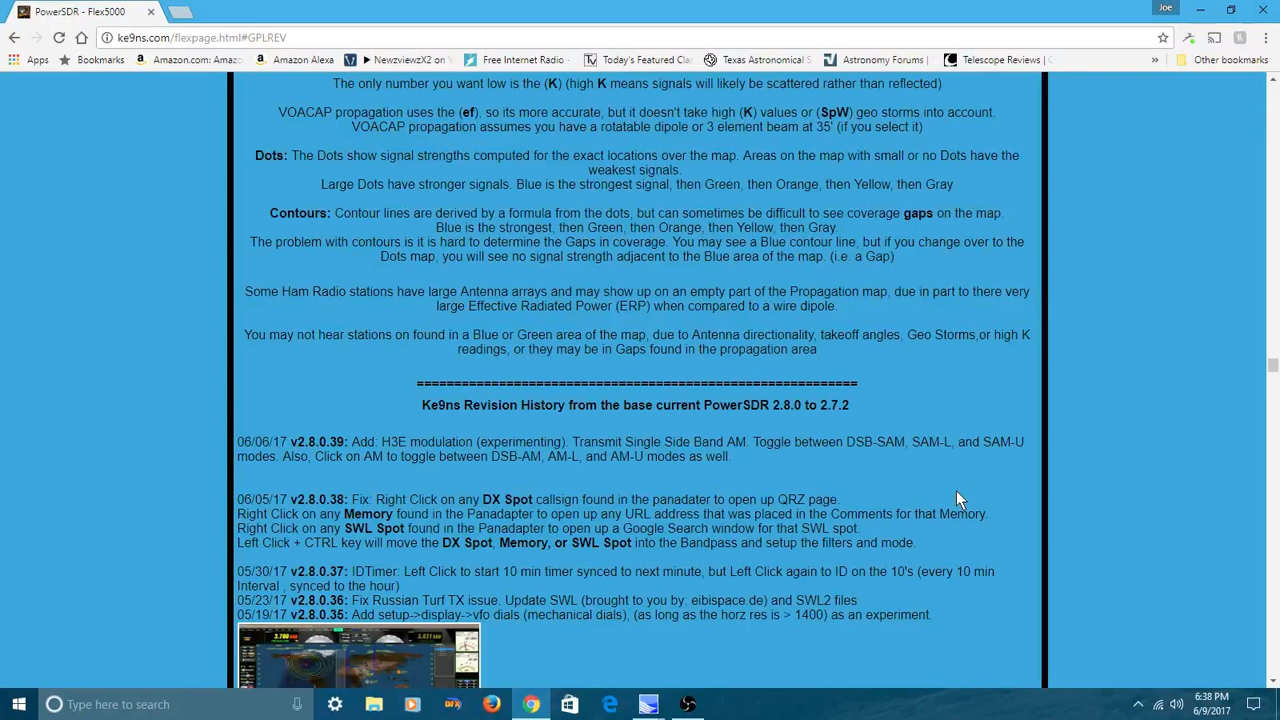 PowerSDR - Flex5000
Joe
ke9ns.com/flexpage.html#GPLREV
Apps
Bookmarks
Amazon.com: Amazo
Amazon Alexa
NewzviewzX2 on V
Free Internet Radio -
Today's Featured Clas
Texas Astronomical S
Astronomy Forums
Telescope Reviews | C
»
Other bookmarks
The only number you want low is the (K) (high K means signals will likely be scattered rather than reflected)
VOACAP propagation uses the (ef), so its more accurate, but it doesn't take high (K) values or (SpW) geo storms into account.
VOACAP propagation assumes you have a rotatable dipole or 3 element beam at 35' (if you select it)
Dots: The Dots show signal strengths computed for the exact locations over the map. Areas on the map with small or no Dots have the
weakest signals.
Large Dots have stronger signals. Blue is the strongest signal, then Green, then Orange, then Yellow, then Gray
Contours: Contour lines are derived by a formula from the dots, but can sometimes be difficult to see coverage gaps on the map.
Blue is the strongest, then Green, then Orange, then Yellow, then Gray.
The problem with contours is it is hard to determine the Gaps in coverage. You may see a Blue contour line, but if you change over to the
Dots map, you will see no signal strength adjacent to the Blue area of the map. (i.e. a Gap)
Some Ham Radio stations have large Antenna arrays and may show up on an empty part of the Propagation map, due in part to there very
large Effective Radiated Power (ERP) when compared to a wire dipole.
You may not hear stations on found in a Blue or Green area of the map, due to Antenna directionality, takeoff angles, Geo Storms,or high K
readings, or they may be in Gaps found in the propagation area
===========================================================
Ke9ns Revision History from the base current PowerSDR 2.8.0 to 2.7.2
06/06/17 v2.8.0.39: Add: H3E modulation (experimenting). Transmit Single Side Band AM. Toggle between DSB-SAM, SAM-L, and SAM-U
modes. Also, Click on AM to toggle between DSB-AM, AM-L, and AM-U modes as well.
06/05/17 v2.8.0.38: Fix: Right Click on any DX Spot callsign found in the panadater to open up QRZ page.
Right Click on any Memory found in the Panadapter to open up any URL address that was placed in the Comments for that Memory.
Right Click on any SWL Spot found in the Panadapter to open up a Google Search window for that SWL spot.
Left Click + CTRL key will move the DX Spot, Memory, or SWL Spot into the Bandpass and setup the filters and mode.
05/30/17 v2.8.0.37: IDTimer: Left Click to start 10 min timer synced to next minute, but Left Click again to ID on the 10's (every 10 min
Interval , synced to the hour)
05/23/17 v2.8.0.36: Fix Russian Turf TX issue. Update SWL (brought to you by: eibispace.de) and SWL2 files
05/19/17 v2.8.0.35: Add setup->display->vfo dials (mechanical dials), (as long as the horz res is > 1400) as an experiment.
Type here to search
6:38 PM
6/9/2017